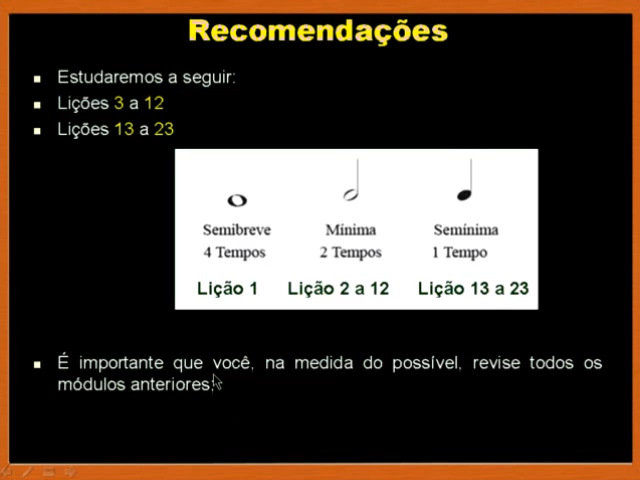 Recomendações
Estudaremos a seguir:
Lições 3 a 12
Lições 13 a 23
Semibreve Mínima Semínima
4 Tempos 2 Tempos 1 Tempo
Lição 1 Lição 2 a 12 Lição 13 a 23
É importante que você, na medida do possível, revise todos os
módulos anteriores;